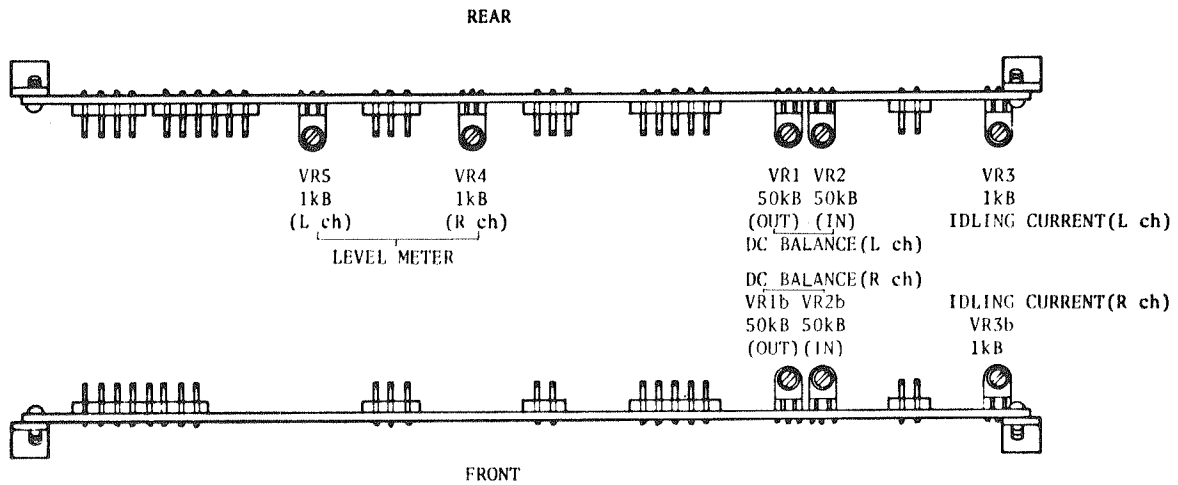 REAR
VR5 VR4 VR1 VR2 VR3
1kB 1kB 50kB 50kB 1kB
(L ch) (R ch) (OUT) (IN) IDLING CURRENT(L ch)
LEVEL METER DC BALANCE(L ch)
DC BALANCE(R ch)
VR1b VR2b IDLING CURRENT(R ch)
50kB 50kB VR3b
(OUT) (IN) 1kB
FRONT